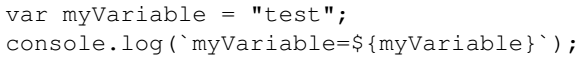 var myVariable = "test";
console.log(`myVariable=${myVariable}`);